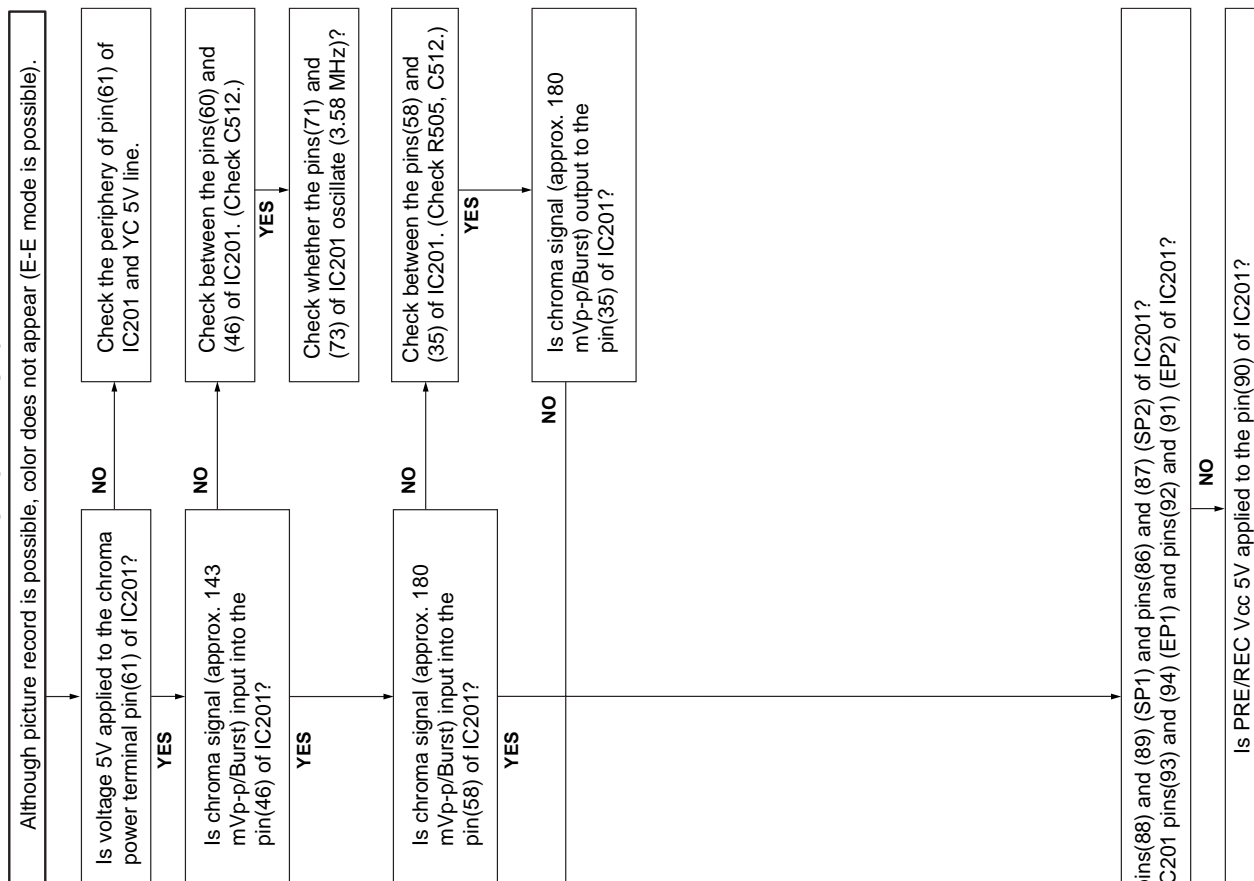 Although picture record is possible, color does not appear (E-E mode is possible).
Is voltage 5V applied to the chroma
power terminal pin(61) of IC201?
NO
Check the periphery of pin(61) of
IC201 and YC 5V line.
YES
Is chroma signal (approx. 143
mVp-p/Burst) input into the
pin(46) of IC201?
NO
Check between the pins(60) and
(46) of IC201. (Check C512.)
YES
Check whether the pins(71) and
(73) of IC201 oscillate (3.58 MHz)?
YES
Is chroma signal (approx. 180
mVp-p/Burst) input into the
pin(58) of IC201?
NO
Check between the pins(58) and
(35) of IC201. (Check R505, C512.)
YES
Is chroma signal (approx. 180
mVp-p/Burst) output to the
pin(35) of IC201?
NO
YES
pins(88) and (89) (SP1) and pins(86) and (87) (SP2) of IC201?
IC201 pins(93) and (94) (EP1) and pins(92) and (91) (EP2) of IC201?
NO
Is PRE/REC Vcc 5V applied to the pin(90) of IC201?